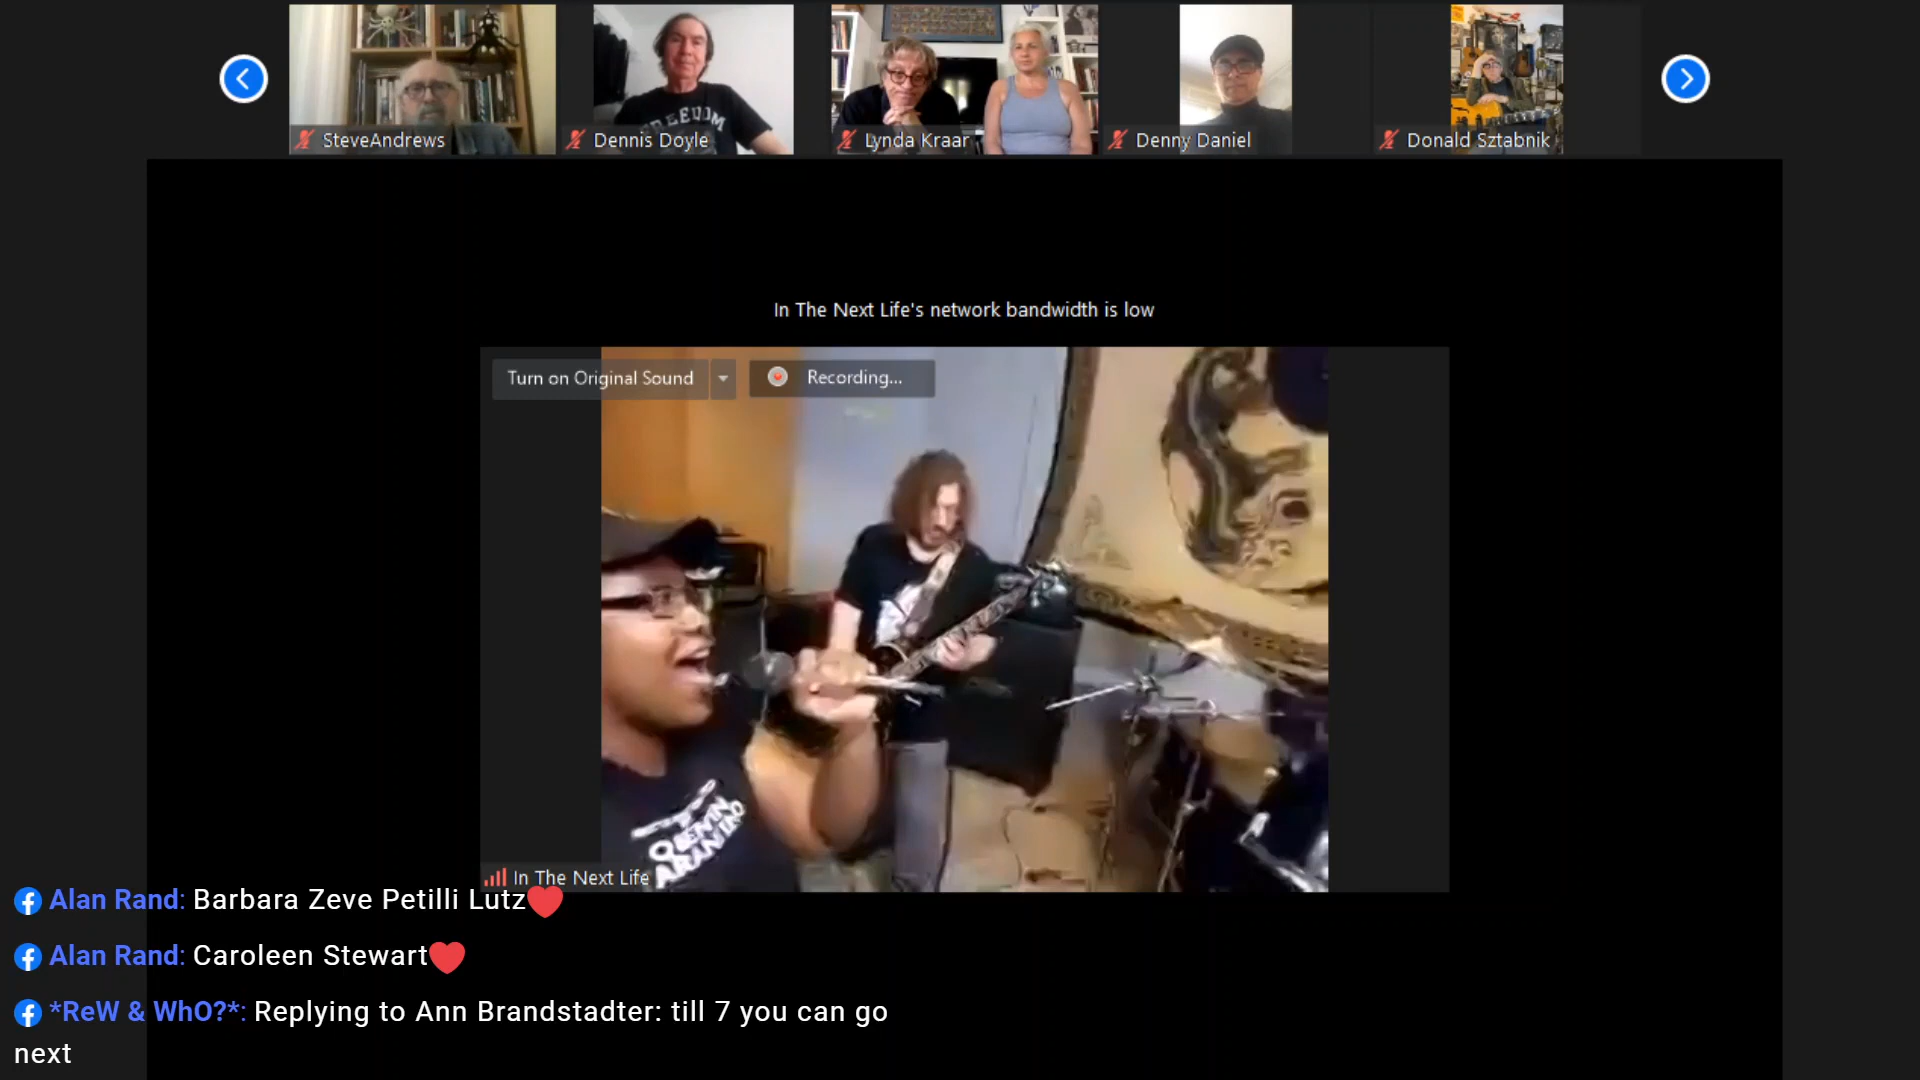 SteveAndrews
FREEDOM
Dennis Doyle
Lynda Kraar
Denny Daniel
Donald Sztabnik
In The Next Life's network bandwidth is low
Turn on Original Sound
Recording...
In The Next Life
Alan Rand: Barbara Zeve Petilli Lutz❤
Alan Rand: Caroleen Stewart❤
*ReW & WhO?*: Replying to Ann Brandstadter: till 7 you can go
next